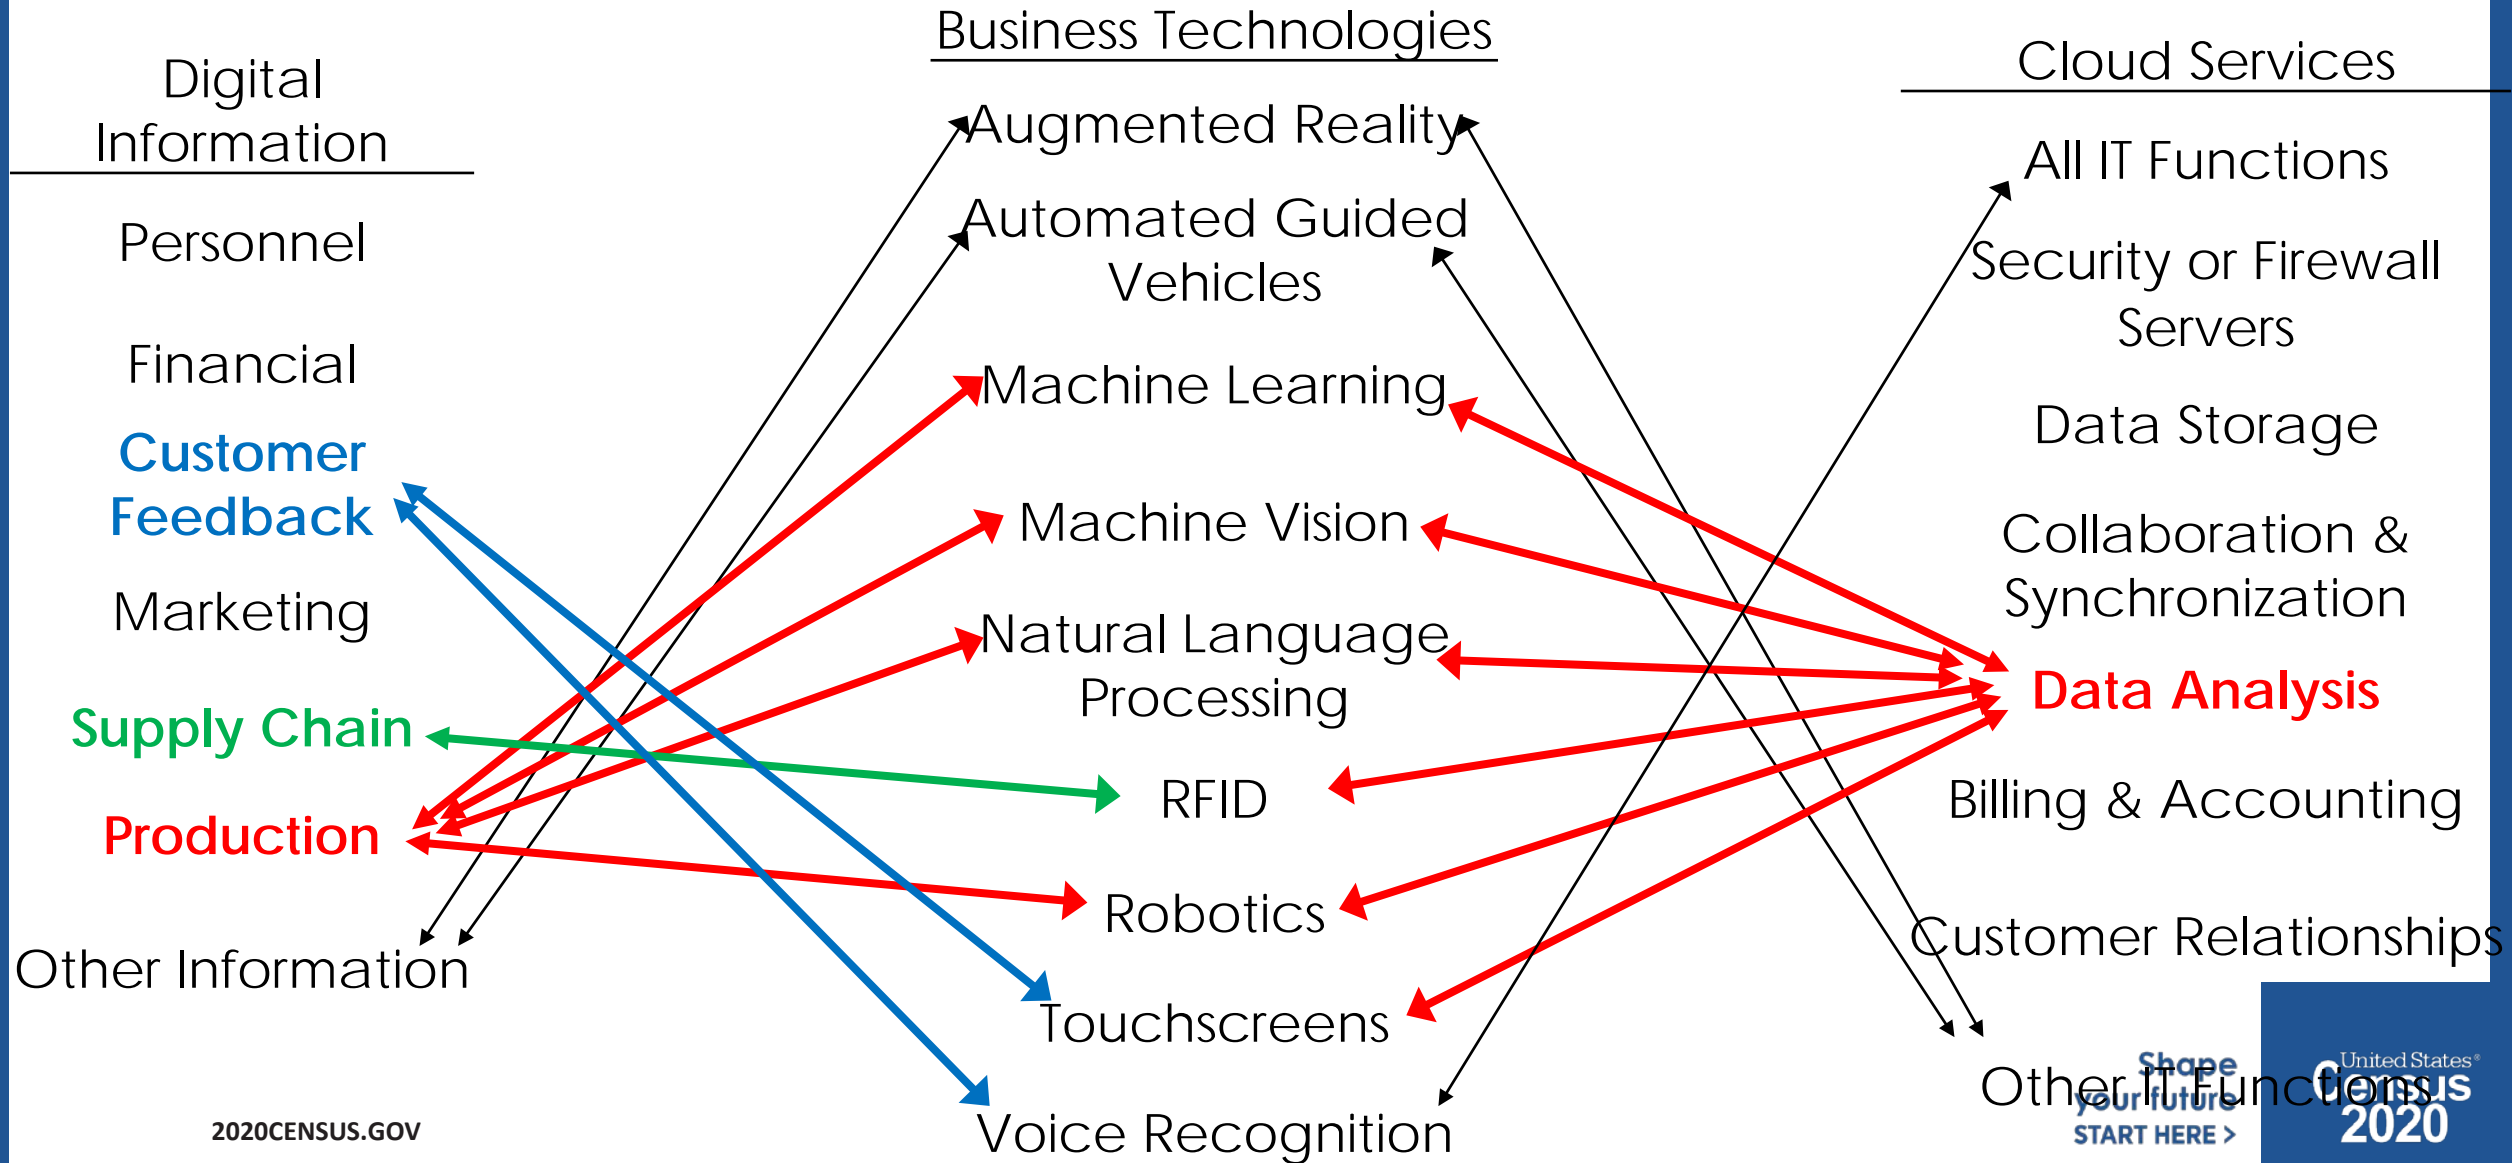 Digital
Information
Personnel
Financial
Customer
Feedback
Marketing
Supply Chain
Production
Other Information
Business Technologies
Augmented Reality
Automated Guided
Vehicles
Machine Learning
Machine Vision
Natural Language
Processing
RFID
Robotics
Touchscreens
Voice Recognition
Cloud Services
All IT Functions
Security or Firewall
Servers
Data Storage
Collaboration &
Synchronization
Data Analysis
Billing & Accounting
Customer Relationships
Other IT Functions
2020CENSUS.GOV
Shape
your future
START HERE >
United States®
Census
2020